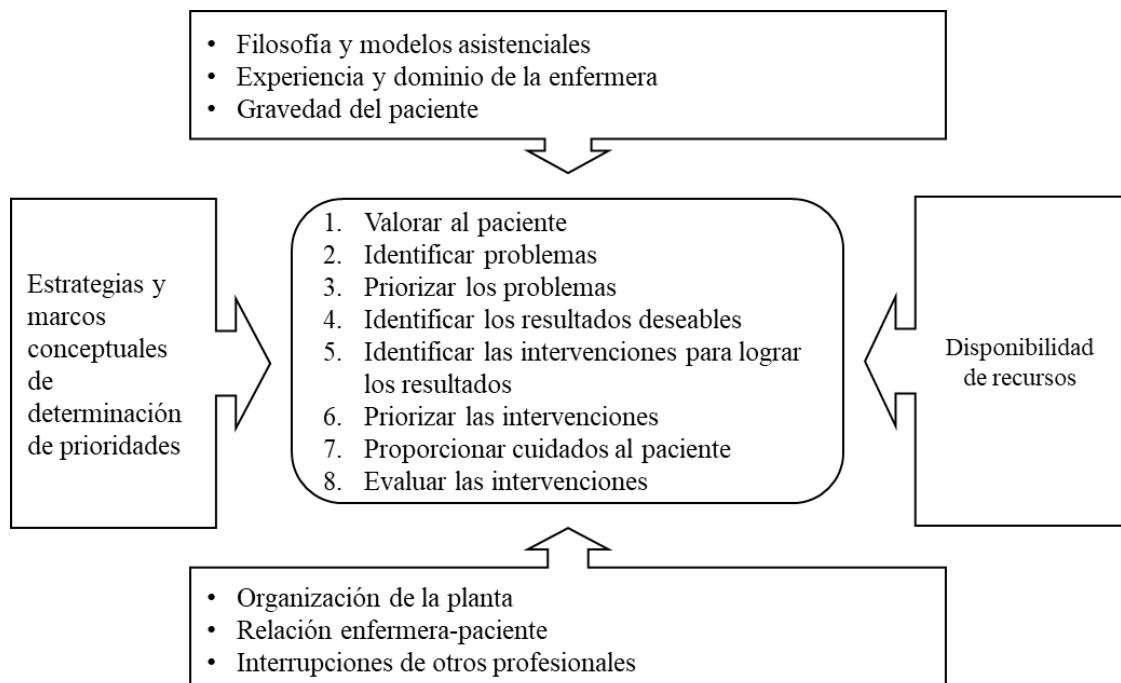 • Filosofía y modelos asistenciales
• Experiencia y dominio de la enfermera
• Gravedad del paciente
Estrategias y
marcos
conceptuales
de
determinación
de prioridades
1. Valorar al paciente
2. Identificar problemas
3. Priorizar los problemas
4. Identificar los resultados deseables
5. Identificar las intervenciones para lograr
los resultados
6. Priorizar las intervenciones
7. Proporcionar cuidados al paciente
8. Evaluar las intervenciones
Disponibilidad
de recursos
• Organización de la planta
• Relación enfermera-paciente
• Interrupciones de otros profesionales